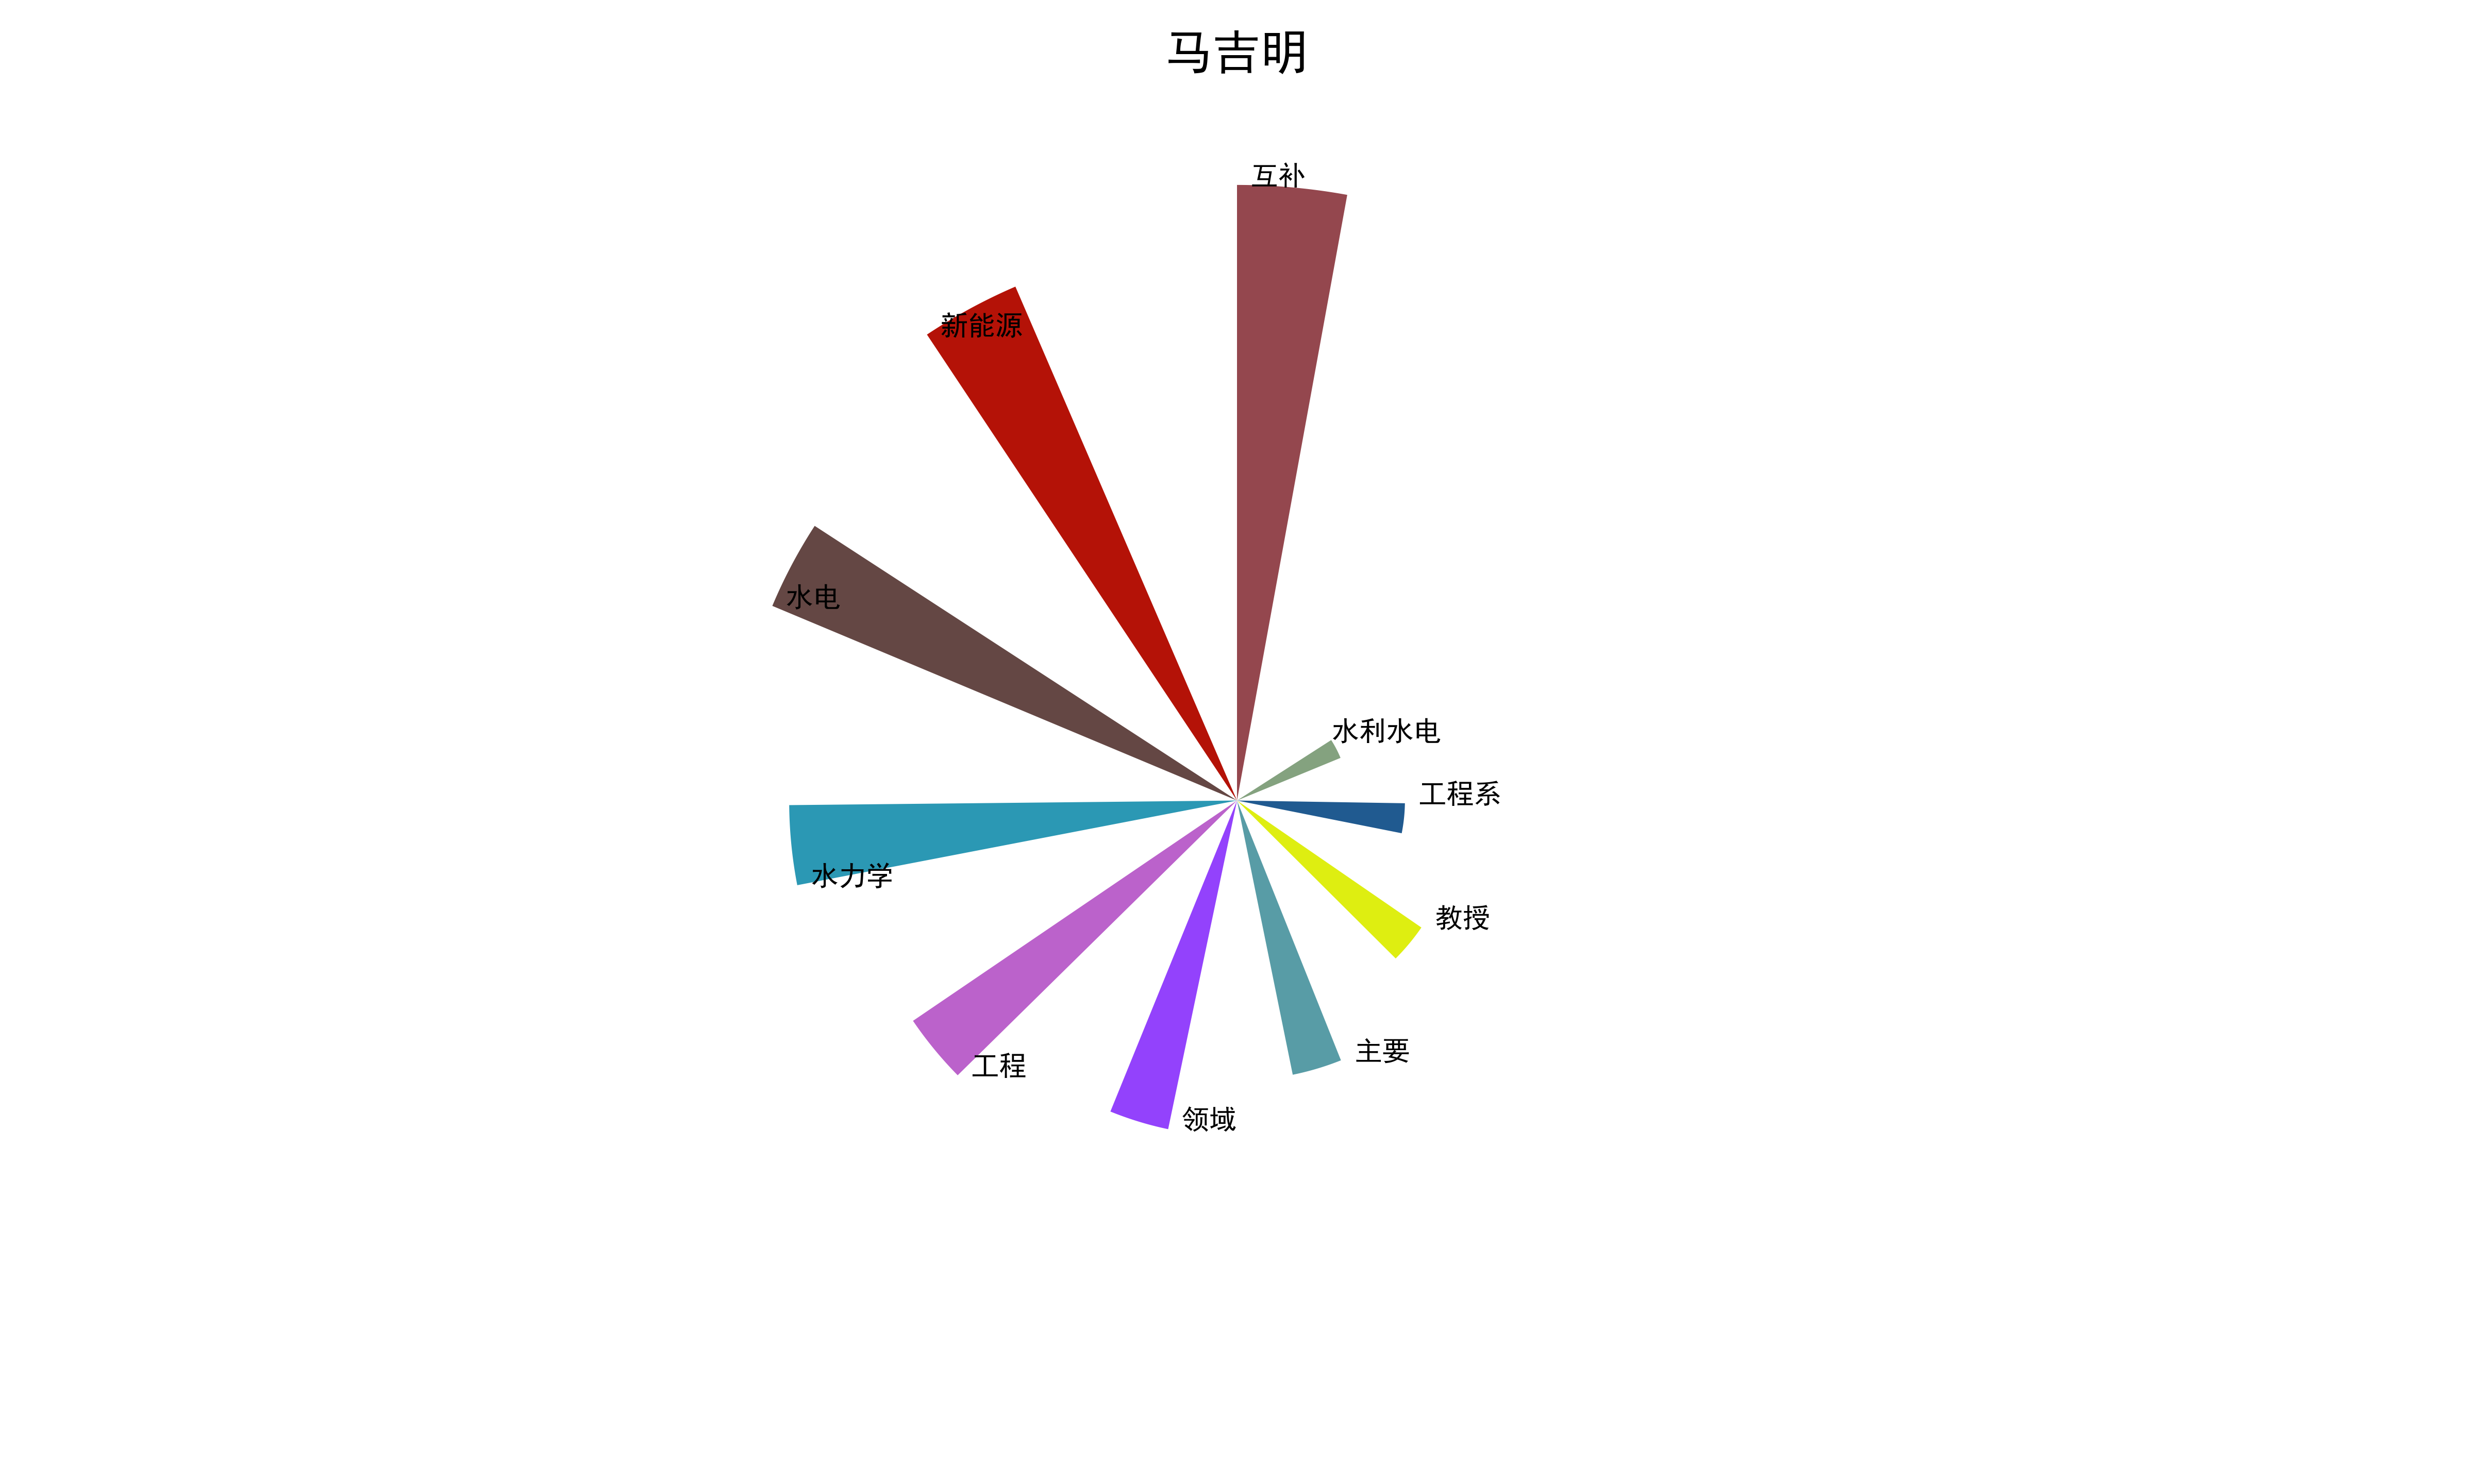 马吉明
互补
新能源
水电
水利水电
工程系
水力学
教授
主要
工程
领域